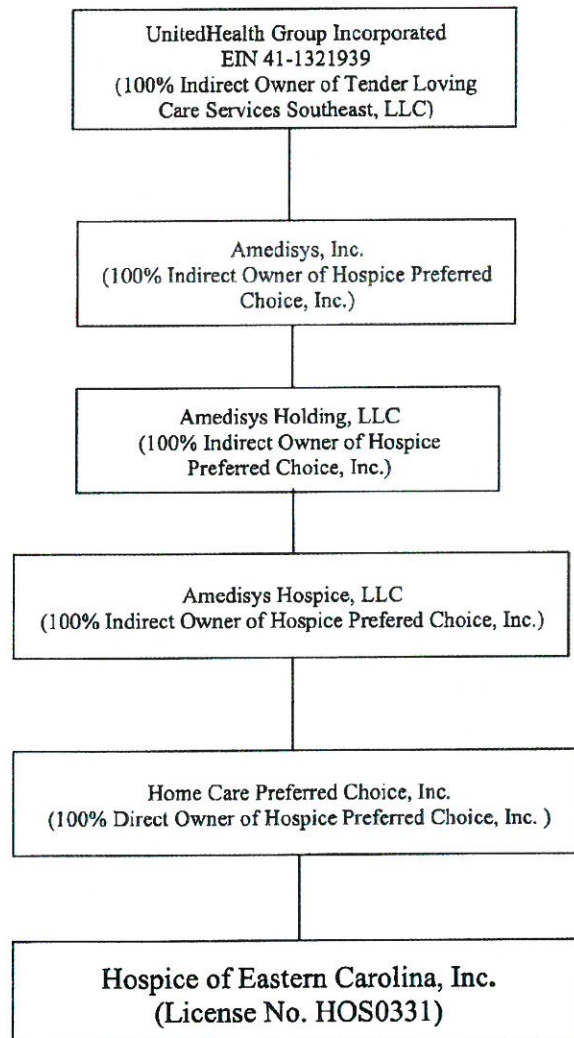 UnitedHealth Group Incorporated
EIN 41-1321939
(100% Indirect Owner of Tender Loving
Care Services Southeast, LLC)
Amedisys, Inc.
(100% Indirect Owner of Hospice Preferred
Choice, Inc.)
Amedisys Holding, LLC
(100% Indirect Owner of Hospice
Preferred Choice, Inc.)
Amedisys Hospice, LLC
(100% Indirect Owner of Hospice Prefered Choice, Inc.)
Home Care Preferred Choice, Inc.
(100% Direct Owner of Hospice Preferred Choice, Inc. )
Hospice of Eastern Carolina, Inc.
(License No. HOS0331)